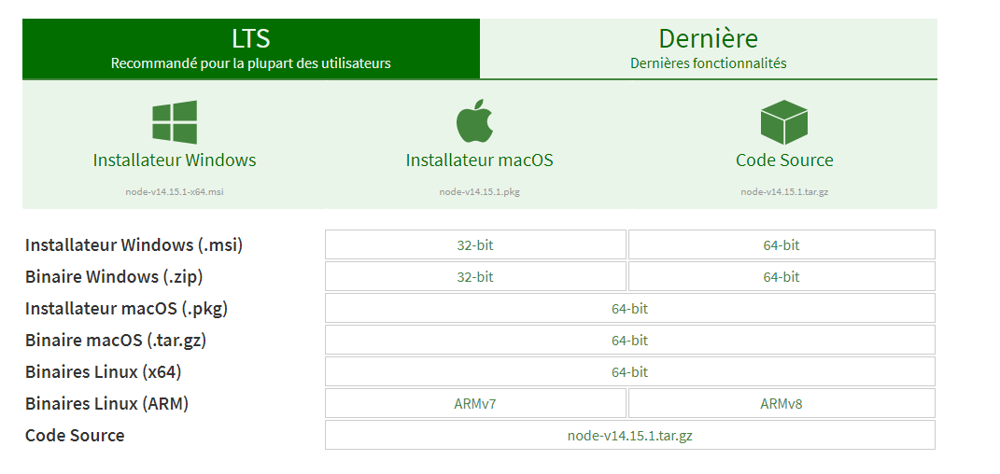 LTS
Recommandé pour la plupart des utilisateurs
Dernière
Dernières fonctionnalités
Installateur Windows
node-v14.15.1-x64.msi
Installateur macOS
node-v14.15.1.pkg
Code Source
node-v14.15.1.tar.gz
Installateur Windows (.msi) 32-bit 64-bit
Binaire Windows (.zip) 32-bit 64-bit
Installateur macOS (.pkg) 64-bit
Binaire macOS (.tar.gz) 64-bit
Binaires Linux (x64) 64-bit
Binaires Linux (ARM) ARMv7 ARMv8
Code Source node-v14.15.1.tar.gz